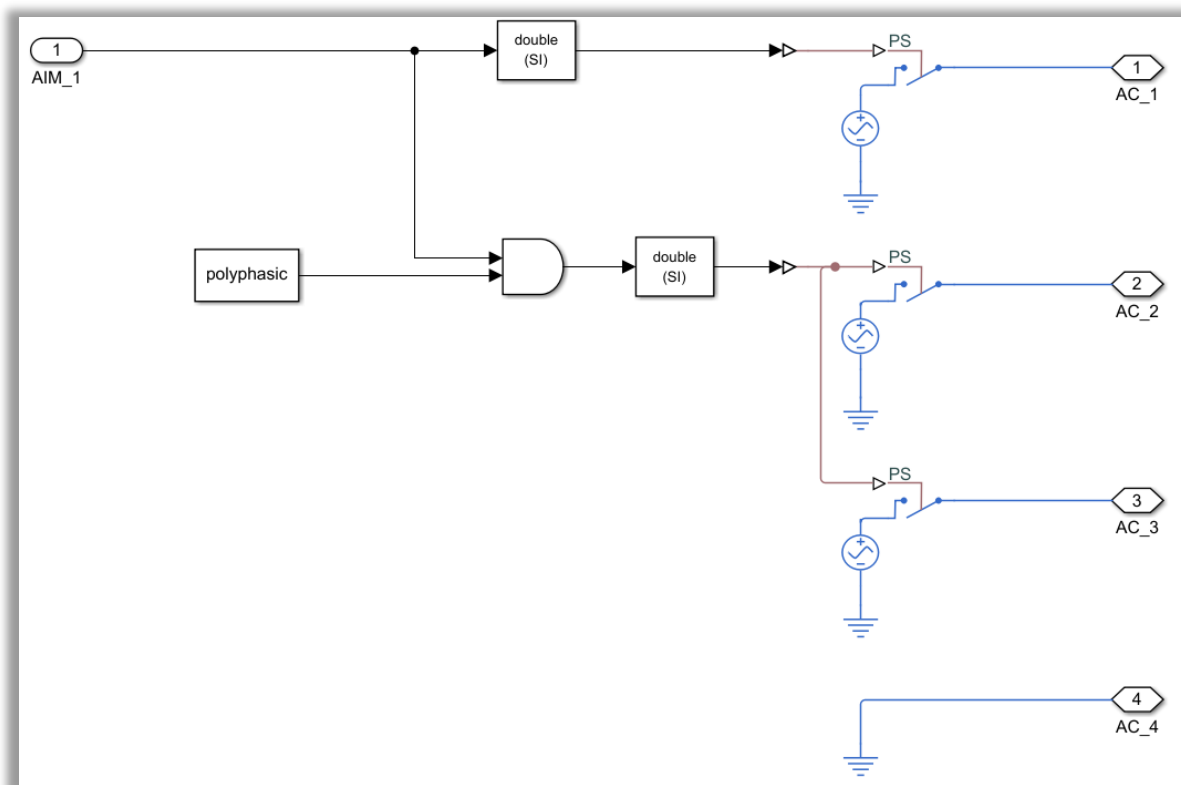 1
AIM_1
double
(SI)
PS
1
AC_1
polyphasic
double
(SI)
PS
2
AC_2
PS
3
AC_3
4
AC_4